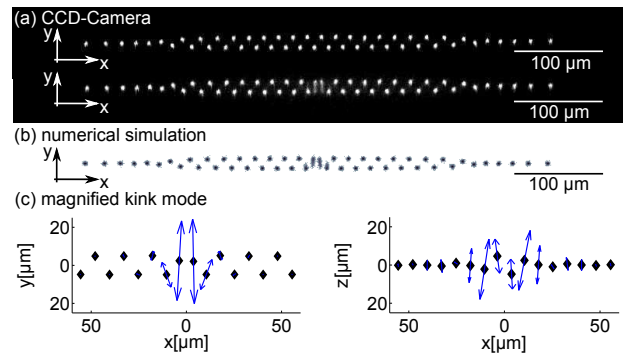 (a) CCD-Camera
y
x
100 µm
y
x
100 µm
(b) numerical simulation
y
x
100 µm
(c) magnified kink mode
20
0
20
y[µm]
50
0
50
x[µm]
20
0
20
z[µm]
50
0
50
x[µm]